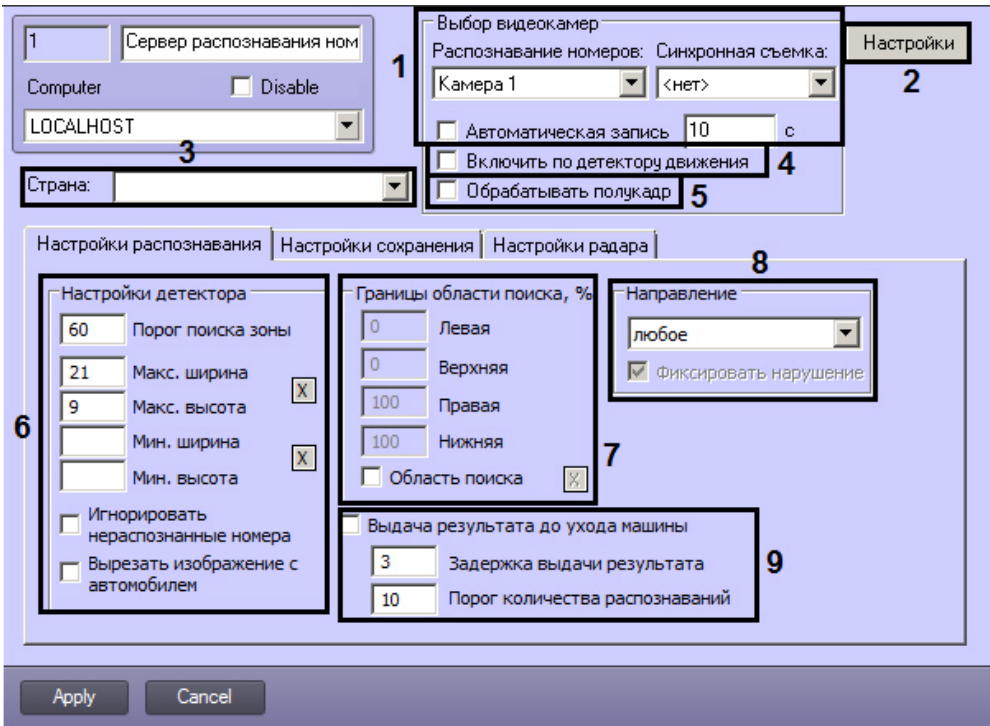 1
Сервер распознавания ном
Computer
Disable
LOCALHOST
3
Страна:
1
Выбор видеокамер
Распознавание номеров:
Синхронная съемка:
Камера 1
<нет>
Автоматическая запись
10
с
Включить по детектору движения
4
Обрабатывать полукадр
5
Настройки
2
Настройки распознавания
Настройки сохранения
Настройки радара
6
Настройки детектора
60
Порог поиска зоны
21
Макс. ширина
X
9
Макс. высота
Мин. ширина
X
Мин. высота
Игнорировать
нераспознанные номера
Вырезать изображение с
автомобилем
Границы области поиска, %
0
Левая
0
Верхняя
100
Правая
100
Нижняя
Область поиска
X
7
8
Направление
любое
Фиксировать нарушение
Выдача результата до ухода машины
3
Задержка выдачи результата
10
Порог количества распознаваний
9
Apply
Cancel